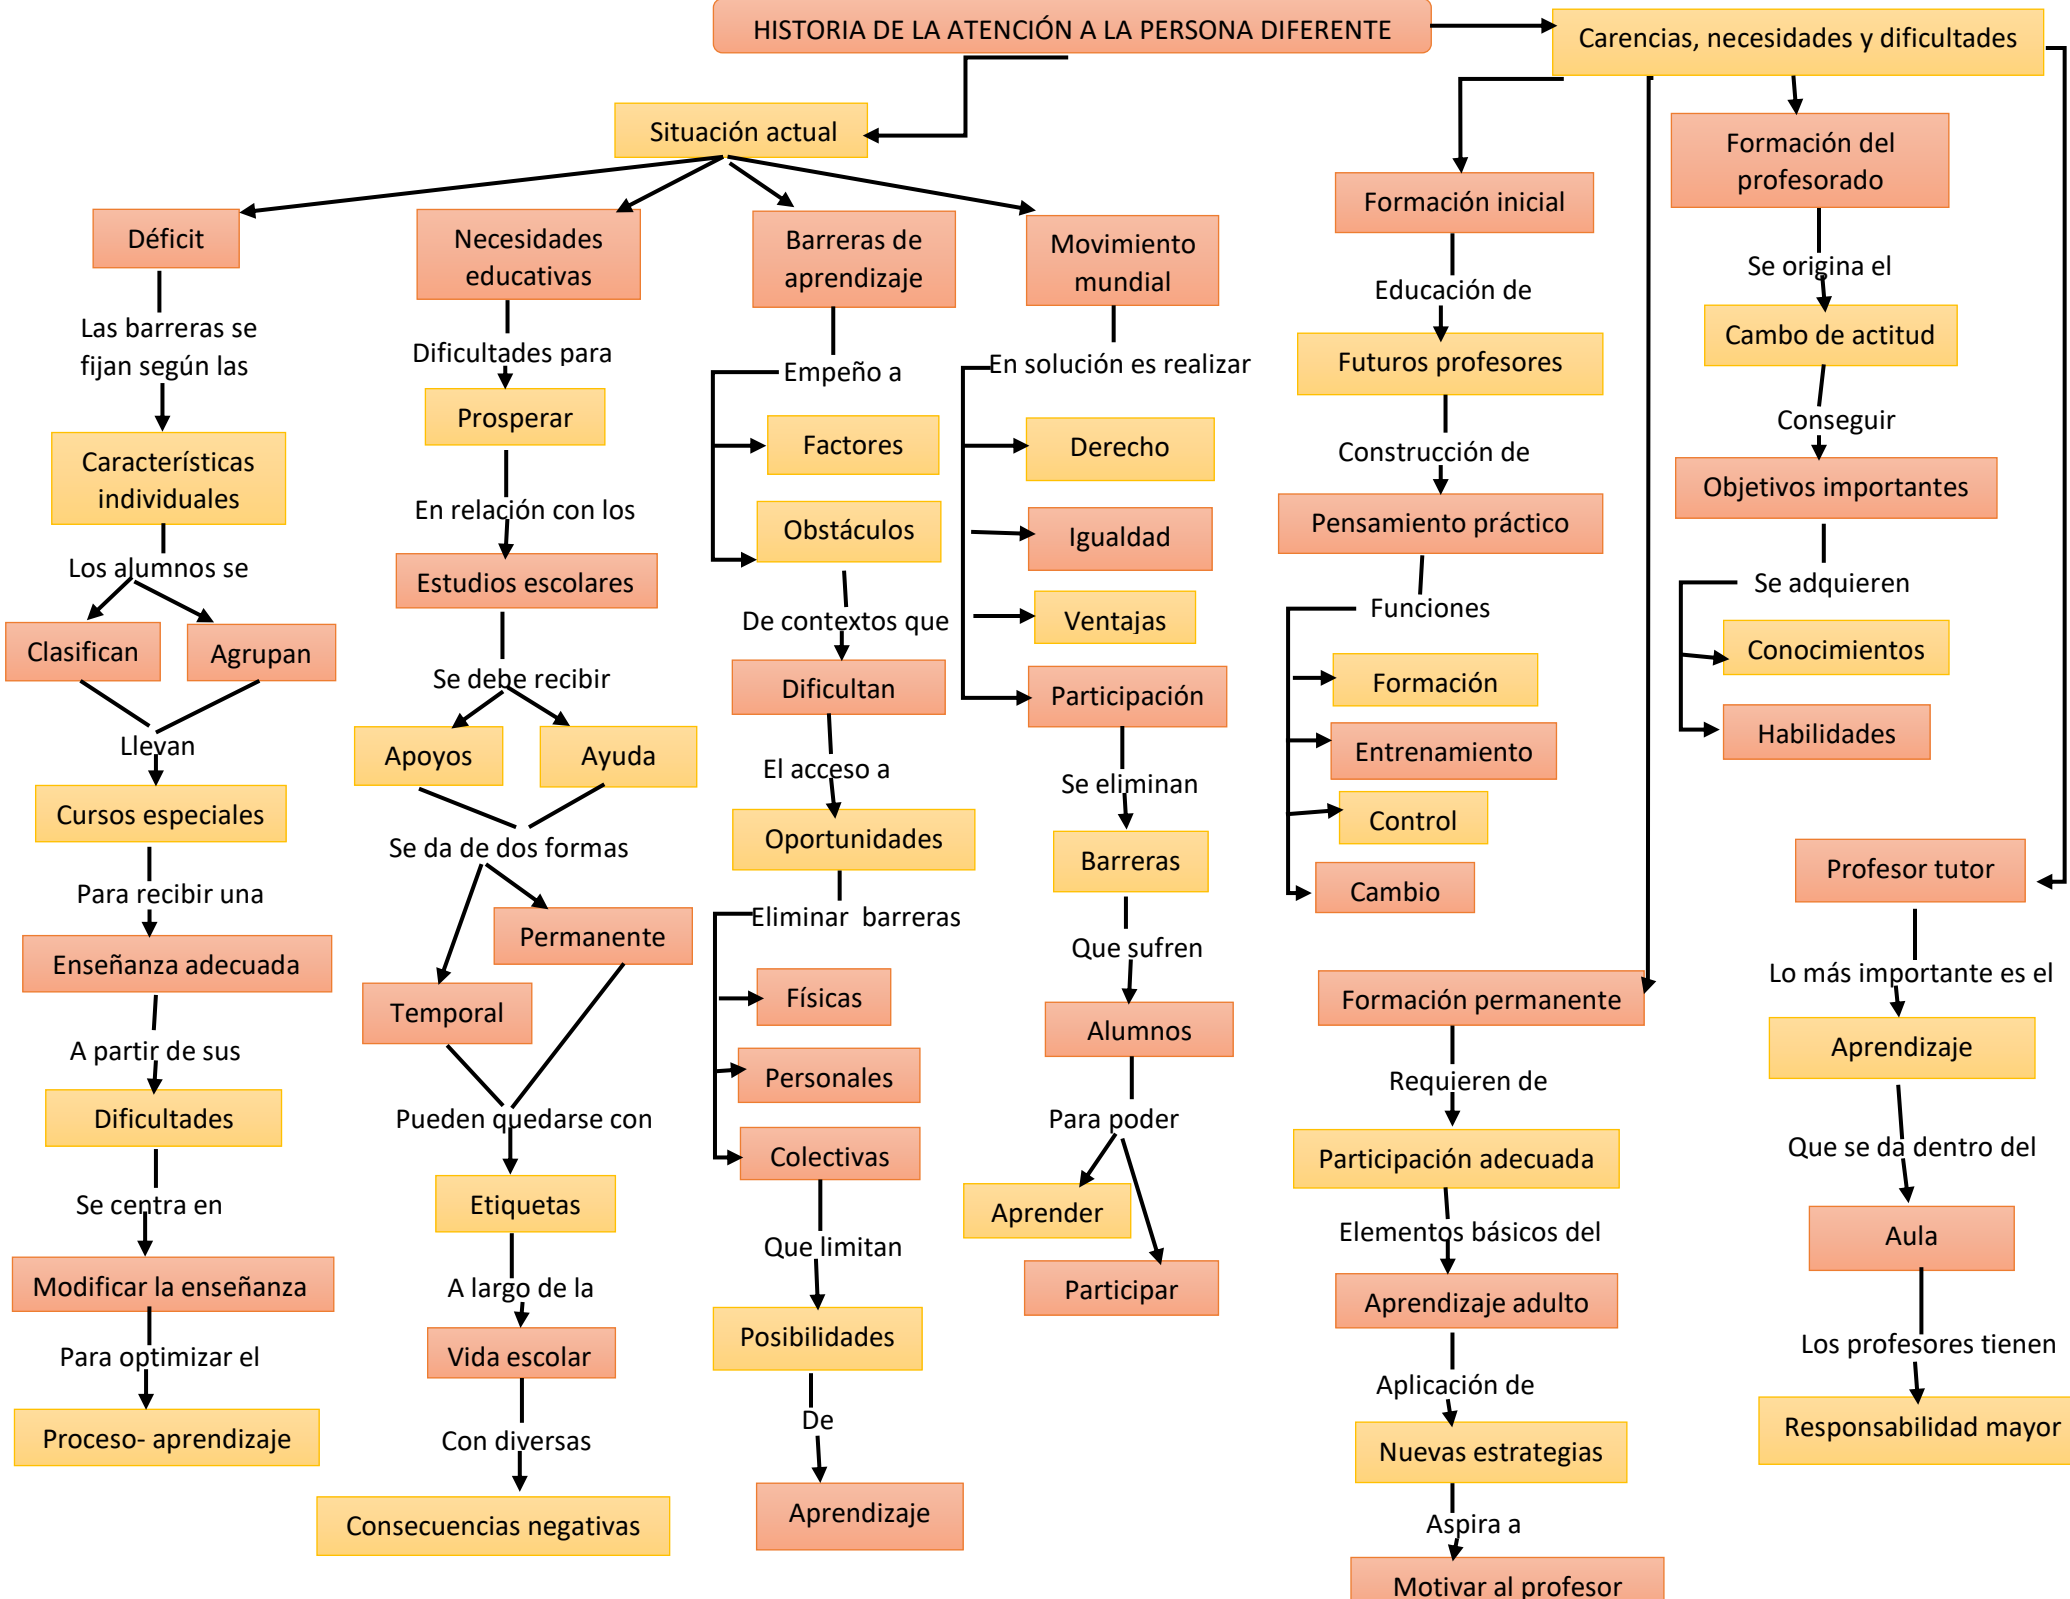 HISTORIA DE LA ATENCIÓN A LA PERSONA DIFERENTE
Situación actual
Déficit
Las barreras se
fijan según las
Características
individuales
Los alumnos se
Clasifican
Agrupan
Llevan
Cursos especiales
Para recibir una
Enseñanza adecuada
A partir de sus
Dificultades
Se centra en
Modificar la enseñanza
Para optimizar el
Proceso- aprendizaje
Necesidades
educativas
Dificultades para
Prosperar
En relación con los
Estudios escolares
Se debe recibir
Apoyos
Ayuda
Se da de dos formas
Permanente
Temporal
Pueden quedarse con
Etiquetas
A largo de la
Vida escolar
Con diversas
Consecuencias negativas
Barreras de
aprendizaje
Empeño a
Factores
Obstáculos
De contextos que
Dificultan
El acceso a
Oportunidades
Eliminar barreras
Físicas
Personales
Colectivas
Que limitan
Posibilidades
De
Aprendizaje
Movimiento
mundial
En solución es realizar
Derecho
Igualdad
Ventajas
Participación
Se eliminan
Barreras
Que sufren
Alumnos
Para poder
Aprender
Participar
Carencias, necesidades y dificultades
Formación inicial
Educación de
Futuros profesores
Construcción de
Pensamiento práctico
Funciones
Formación
Entrenamiento
Control
Cambio
Formación permanente
Requieren de
Participación adecuada
Elementos básicos del
Aprendizaje adulto
Aplicación de
Nuevas estrategias
Aspira a
Motivar al profesor
Formación del
profesorado
Se origina el
Cambo de actitud
Conseguir
Objetivos importantes
Se adquieren
Conocimientos
Habilidades
Profesor tutor
Lo más importante es el
Aprendizaje
Que se da dentro del
Aula
Los profesores tienen
Responsabilidad mayor